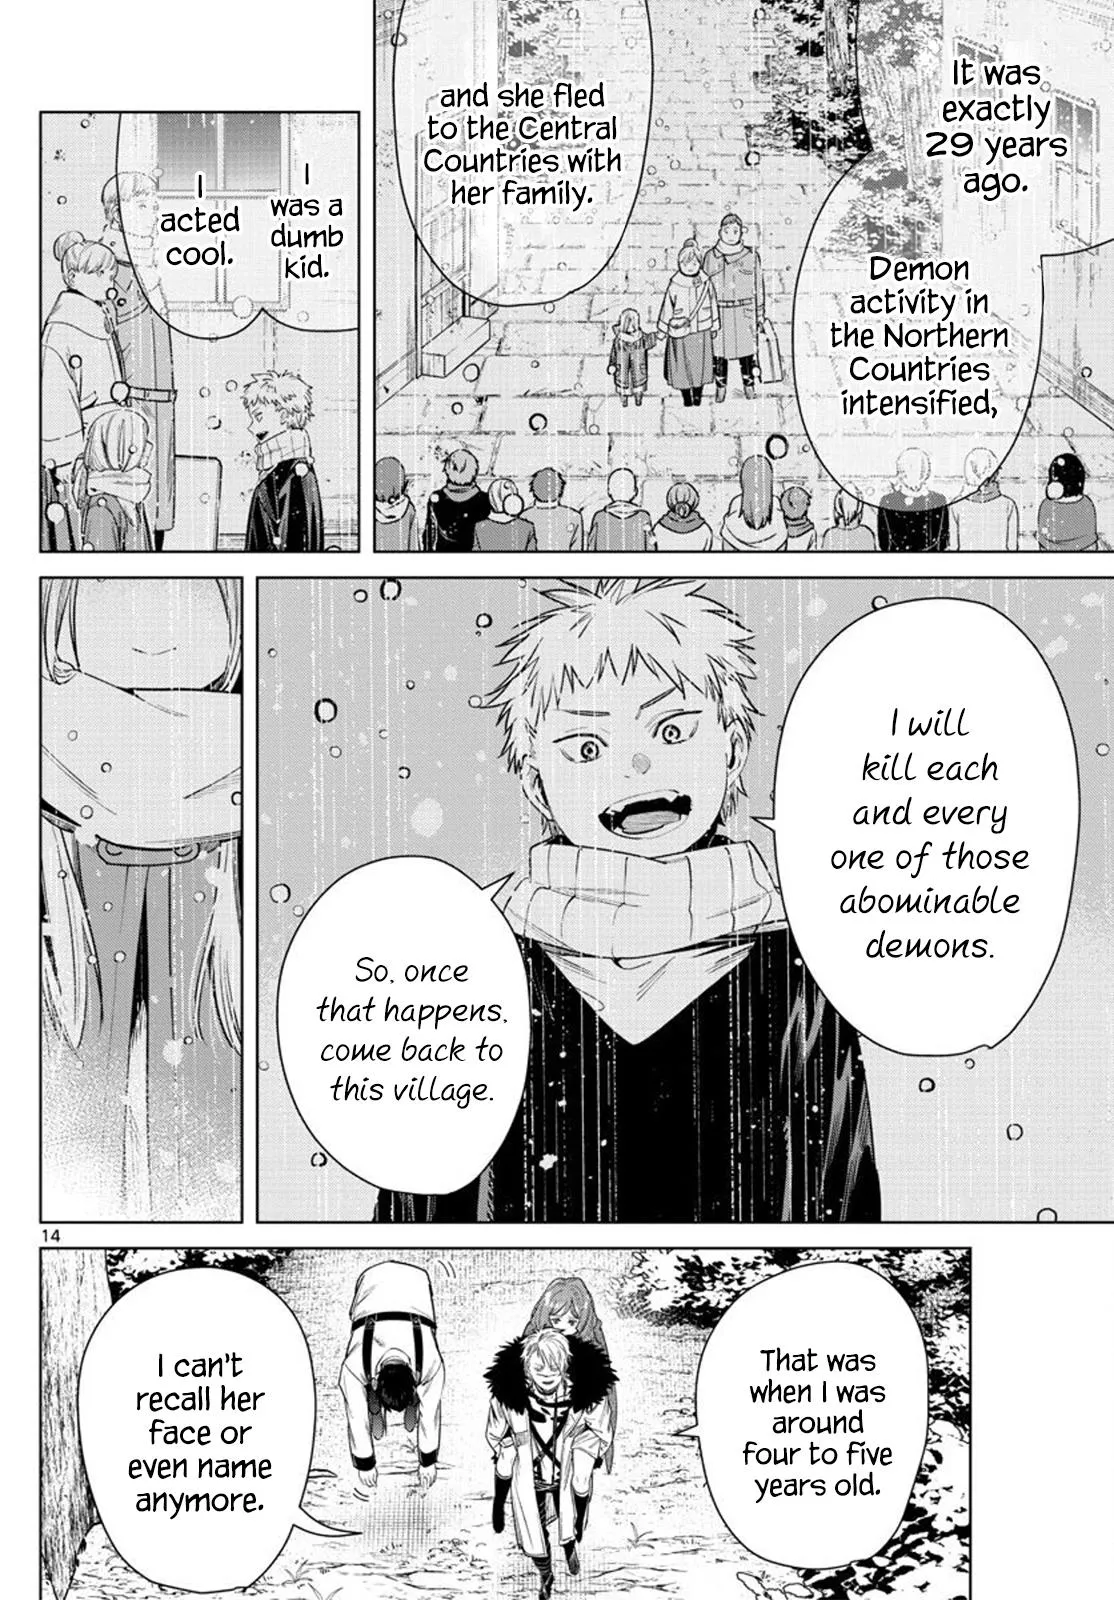 It was
exactly
29 years
ago.
Demon
activity in
the Northern
Countries
intensified,
and she fled
to the Central
Countries with
her family.
I
was a
dumb
kid.
I
acted
cool.
I will
kill each
and every
one of those
abominable
demons.
So, once
that happens,
come back to
this village.
14
That was
when I was
around
four to five
years old.
I can't
recall her
face or
even name
anymore.